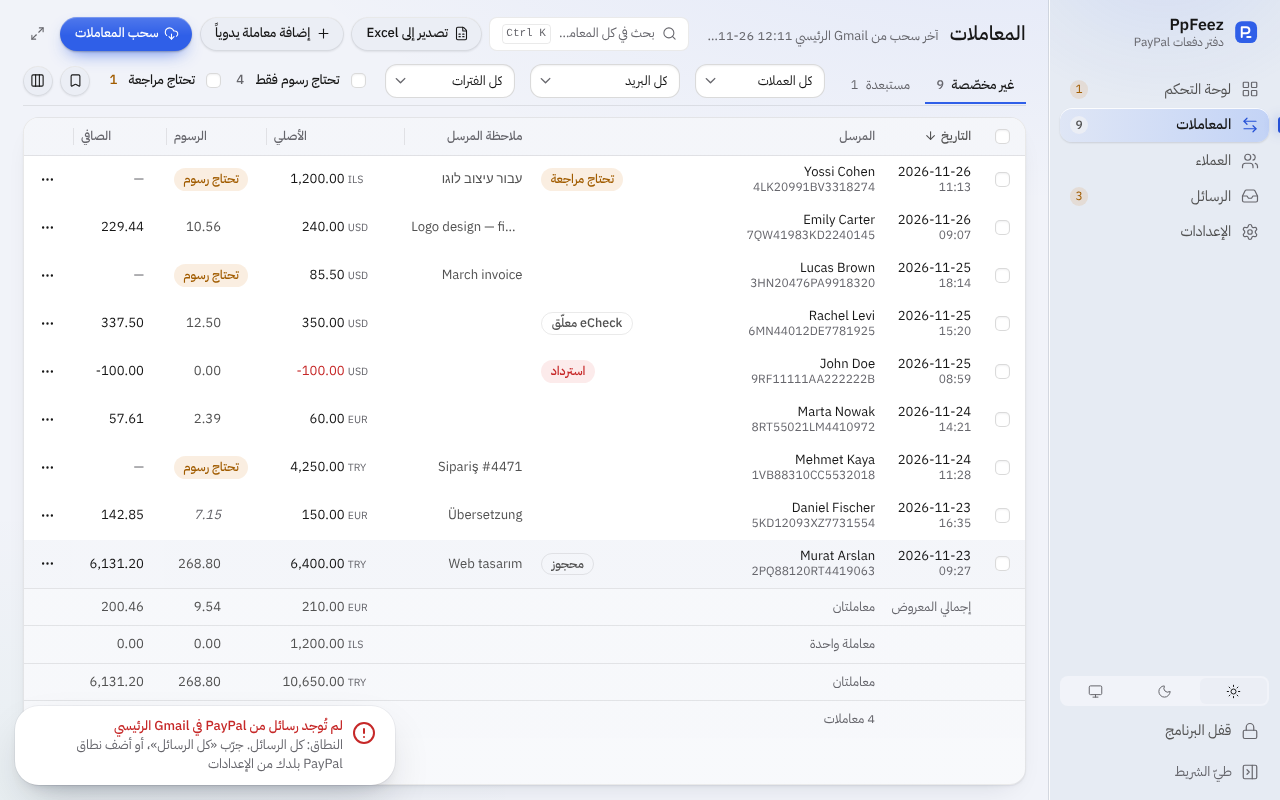 PpFeez
دفتر دفعات PayPal
لوحة التحكم 1
المعاملات 9
العملاء
الرسائل 3
الإعدادات
قفل البرنامج
طيّ الشريط
المعاملات
آخر سحب من Gmail الرئيسي 12:11 26-11...
بحث في كل المعامـ... Ctrl K
تصدير إلى Excel
إضافة معاملة يدوياً
سحب المعاملات
غير مخصّصة 9
مستبعدة 1
كل العملات
كل البريد
كل الفترات
تحتاج رسوم فقط 4
تحتاج مراجعة 1
التاريخ المرسل ملاحظة المرسل الأصلي الرسوم الصافي
2026-11-26 Yossi Cohen تحتاج مراجعة עבור עיצוב לוגו 1,200.00 ILS تحتاج رسوم —
11:13 4LK20991BV3318274
2026-11-26 Emily Carter Logo design — fi... 240.00 USD 10.56 229.44
09:07 7QW41983KD2240145
2026-11-25 Lucas Brown March invoice 85.50 USD تحتاج رسوم —
18:14 3HN20476PA9918320
2026-11-25 Rachel Levi eCheck معلّق 350.00 USD 12.50 337.50
15:20 6MN44012DE7781925
2026-11-25 John Doe استرداد -100.00 USD 0.00 -100.00
08:59 9RF11111AA222222B
2026-11-24 Marta Nowak 60.00 EUR 2.39 57.61
14:21 8RT55021LM4410972
2026-11-24 Mehmet Kaya Sipariş #4471 4,250.00 TRY تحتاج رسوم —
11:28 1VB88310CC5532018
2026-11-23 Daniel Fischer Übersetzung 150.00 EUR 7.15 142.85
16:35 5KD12093XZ7731554
2026-11-23 Murat Arslan محجوز Web tasarım 6,400.00 TRY 268.80 6,131.20
09:27 2PQ88120RT4419063
إجمالي المعروض معاملتان 210.00 EUR 9.54 200.46
معاملة واحدة 1,200.00 ILS 0.00 0.00
معاملتان 10,650.00 TRY 268.80 6,131.20
4 معاملات
لم تُوجد رسائل من PayPal في Gmail الرئيسي
النطاق: كل الرسائل. جرّب «كل الرسائل»، أو أضف نطاق
PayPal بلدك من الإعدادات